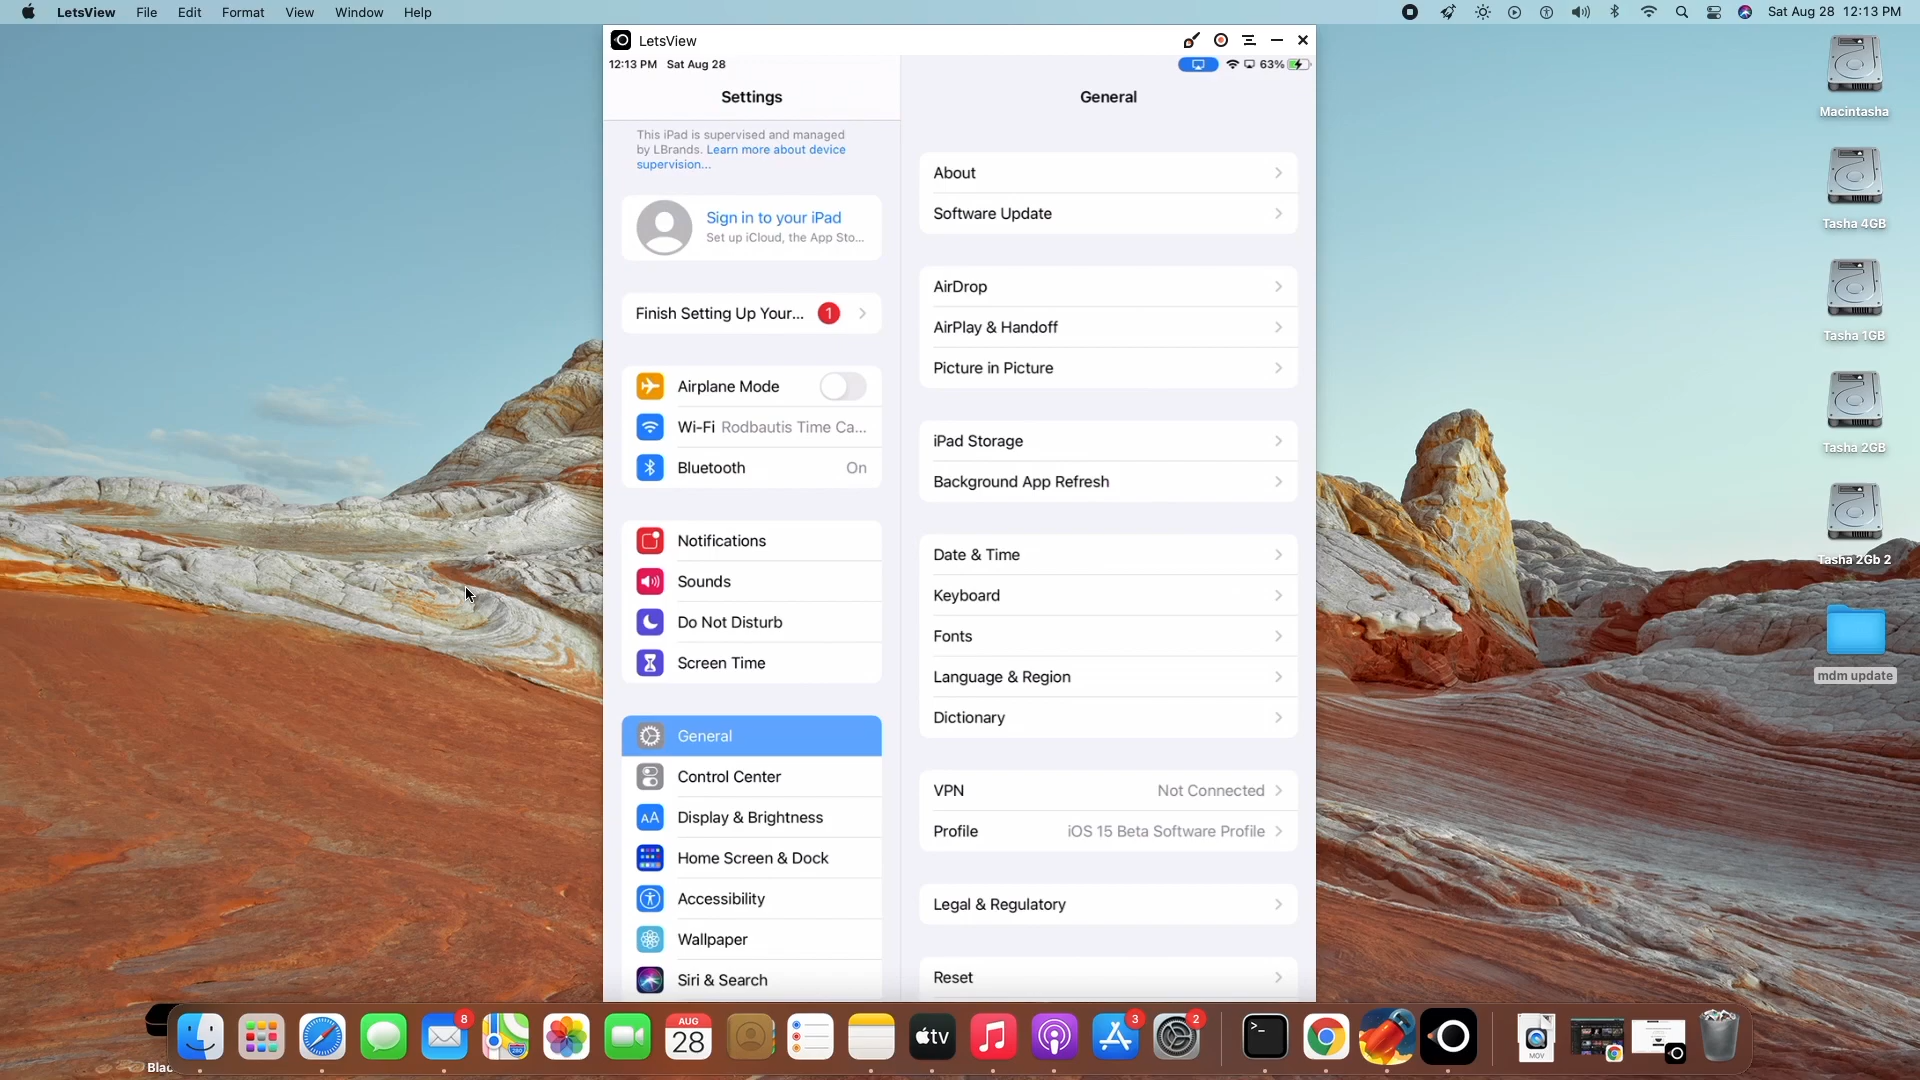 LetsView File Edit Format View Window Help
Sat Aug 28 12:13 PM
LetsView
12:13 PM Sat Aug 28
63%
Settings
This iPad is supervised and managed
by LBrands. Learn more about device
supervision...
Sign in to your iPad
Set up iCloud, the App Sto...
Finish Setting Up Your... 1
Airplane Mode
Wi-Fi Rodbautis Time Ca...
Bluetooth On
Notifications
Sounds
Do Not Disturb
Screen Time
General
Control Center
AA Display & Brightness
Home Screen & Dock
Accessibility
Wallpaper
Siri & Search
General
About
Software Update
AirDrop
AirPlay & Handoff
Picture in Picture
iPad Storage
Background App Refresh
Date & Time
Keyboard
Fonts
Language & Region
Dictionary
VPN Not Connected
Profile iOS 15 Beta Software Profile
Legal & Regulatory
Reset
Macintasha
Tasha 4GB
Tasha 1GB
Tasha 2GB
Tasha 2Gb 2
mdm update
Blac
8
AUG
28
tv
3
2
>_
MOV